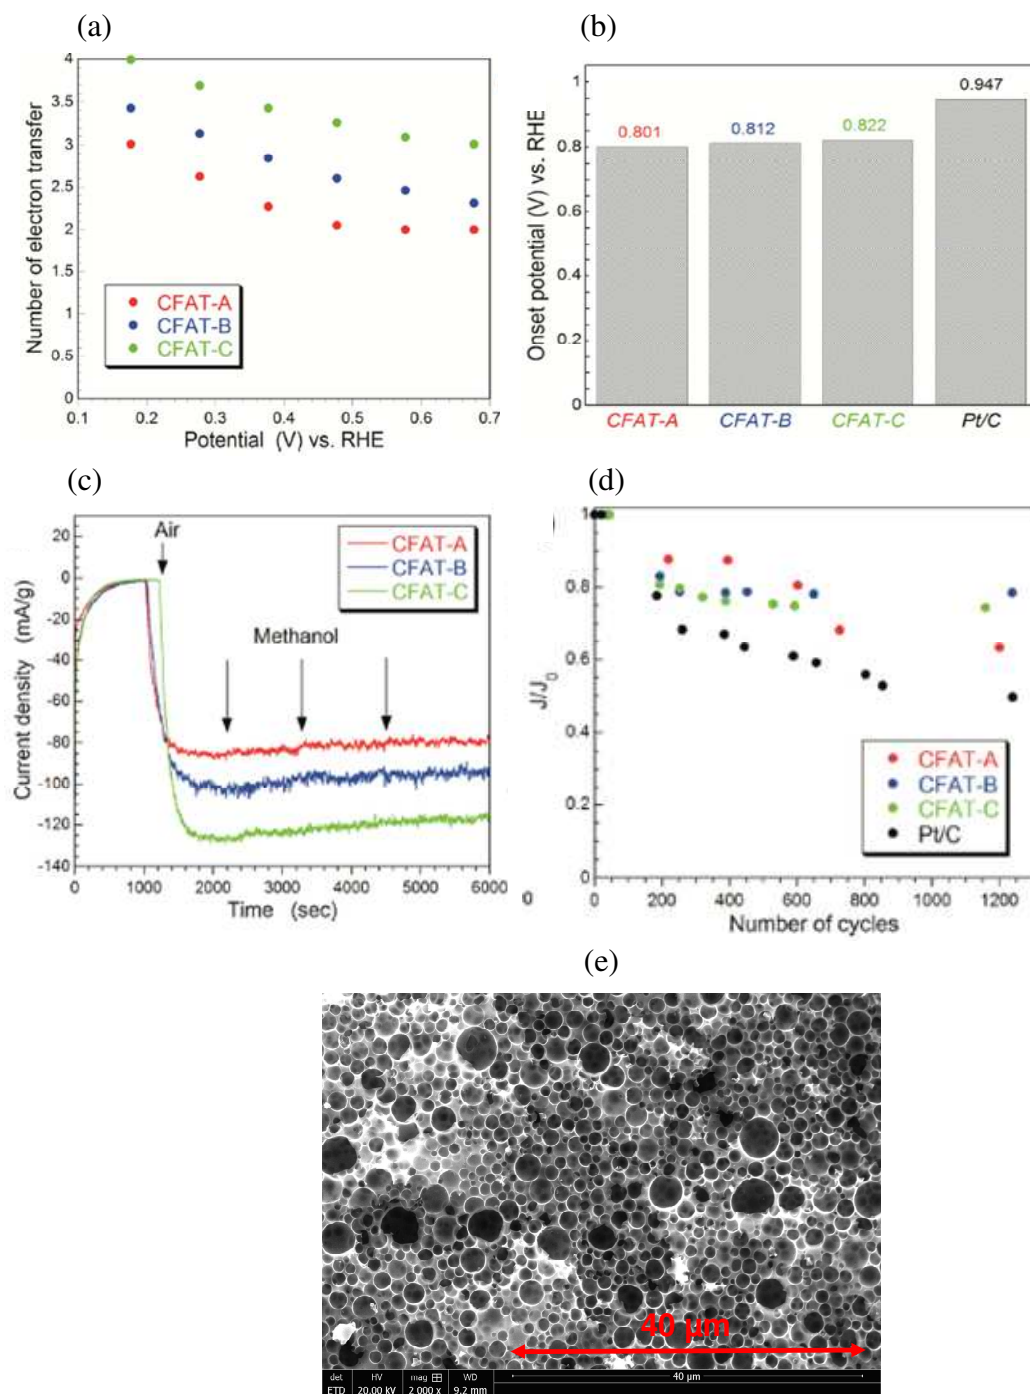 (a)
Number of electron transfer
4
3.5
3
2.5
2
1.5
1
0.5
0
CFAT-A
CFAT-B
CFAT-C
0.1 0.2 0.3 0.4 0.5 0.6 0.7
Potential (V) vs. RHE
(b)
Onset potential (V) vs. RHE
1
0.8
0.6
0.4
0.2
0
0.801 0.812 0.822 0.947
CFAT-A CFAT-B CFAT-C Pt/C
(c)
Current density (mA/g)
20
0
-20
-40
-60
-80
-100
-120
-140
Air
Methanol
CFAT-A
CFAT-B
CFAT-C
0 1000 2000 3000 4000 5000 6000
Time (sec)
(d)
J/J0
1
0.8
0.6
0.4
0.2
0
CFAT-A
CFAT-B
CFAT-C
Pt/C
0 0 200 400 600 800 1000 1200
Number of cycles
(e)
40 µm
det HV mag WD 40 µm
ETD 20.00 kV 2 000 x 9.2 mm